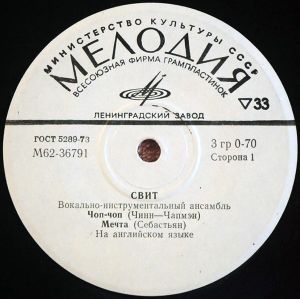 МИНИСТЕРСТВО КУЛЬТУРЫ СССР
МЕЛОДИЯ
ВСЕСОЮЗНАЯ ФИРМА ГРАМПЛАСТИНОК
▽33
ЛЕНИНГРАДСКИЙ ЗАВОД
ГОСТ 5289-73
М62-36791
3 гр 0-70
Сторона 1
СВИТ
Вокально-инструментальный ансамбль
Чоп-чоп (Чинн—Чапмэн)
Мечта (Себастьян)
На английском языке